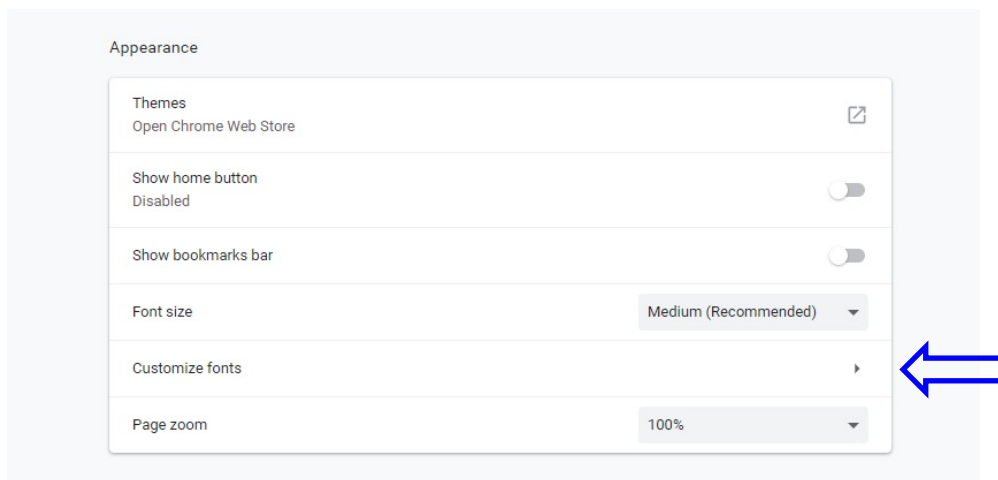 Appearance
Themes
Open Chrome Web Store
Show home button
Disabled
Show bookmarks bar
Font size
Medium (Recommended)
Customize fonts
Page zoom
100%